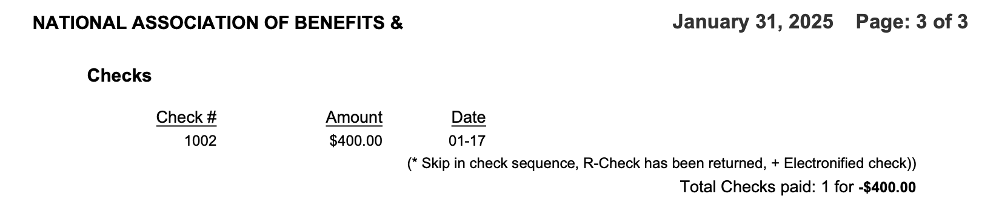 NATIONAL ASSOCIATION OF BENEFITS & January 31, 2025 Page: 3 of 3
Checks
Check # Amount Date
1002 $400.00 01-17
(* Skip in check sequence, R-Check has been returned, + Electronified check))
Total Checks paid: 1 for -$400.00